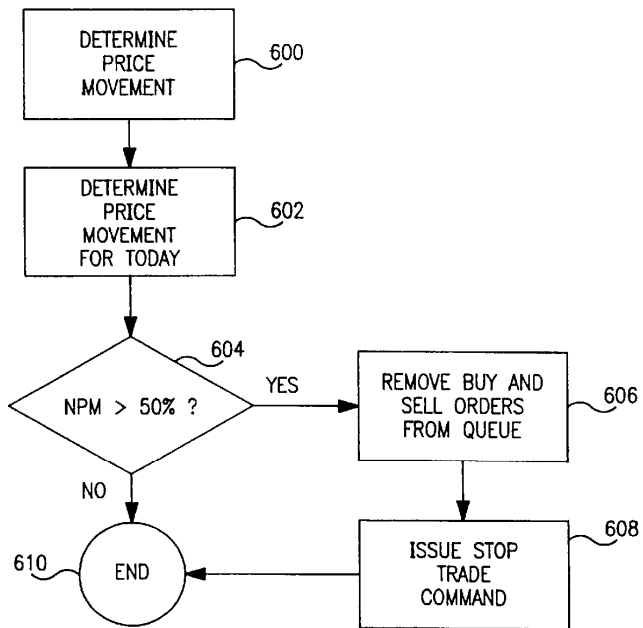 DETERMINE
PRICE
MOVEMENT
600
DETERMINE
PRICE
MOVEMENT
FOR TODAY
602
604
NPM > 50% ?
YES
REMOVE BUY AND
SELL ORDERS
FROM QUEUE
606
NO
610
END
ISSUE STOP
TRADE
COMMAND
608